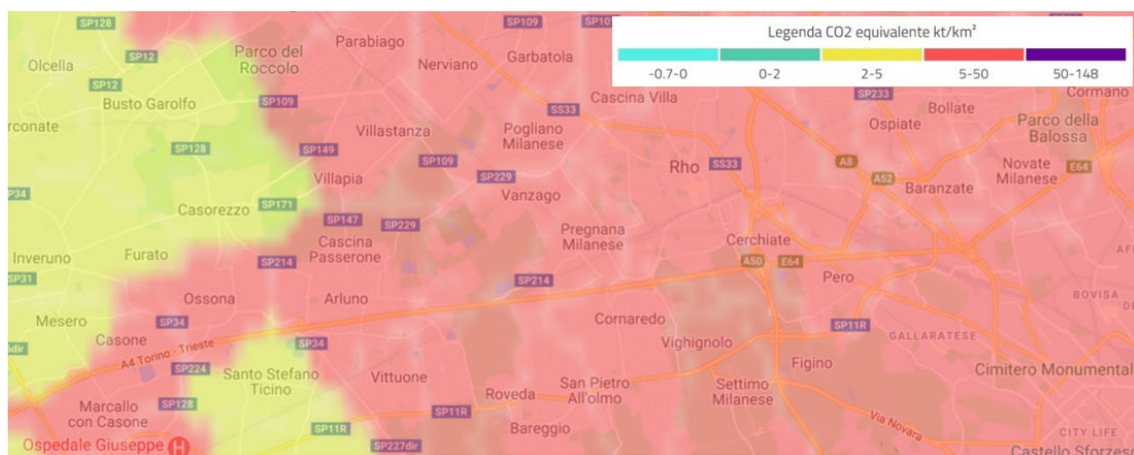 SP128
SP109
SP10
Parabiago
Legenda CO2 equivalente kt/km²
-0.7-0
0-2
2-5
5-50
50-148
SP12
Olcella
Parco del
Roccolo
Nerviano
Garbatola
SP12
Busto Garolfo
SP109
SS33
Cascina Villa
SP233
Cormano
Bollate
Ospiate
Parco della
Balossa
rconate
Villastanza
Pogliano
Milanese
SP128
SP149
SP109
Rho
SS33
A8
A52
E64
Novate
Milanese
Villapia
SP229
Vanzago
Baranzate
SP34
Casorezzo
SP171
SP147
SP229
Pregnana
Milanese
Cerchiate
Inveruno
Furato
Cascina
Passerone
SP214
A50
E64
SP31
SP214
Pero
Ossona
Arluno
BOVISA
Mesero
SP34
Cornaredo
SP11R
GALLARATESE
Casone
SP34
Vighignolo
6dir
A4 Torino - Trieste
SP224
Santo Stefano
Ticino
Vittuone
Figino
Cimitero Monumental
Roveda
San Pietro
All'olmo
Settimo
Milanese
Marcallo
con Casone
SP128
SP11R
SP11R
Bareggio
Via Novara
CITY LIFE
Ospedale Giuseppe
H
SP227dir
Castello Sforzesc